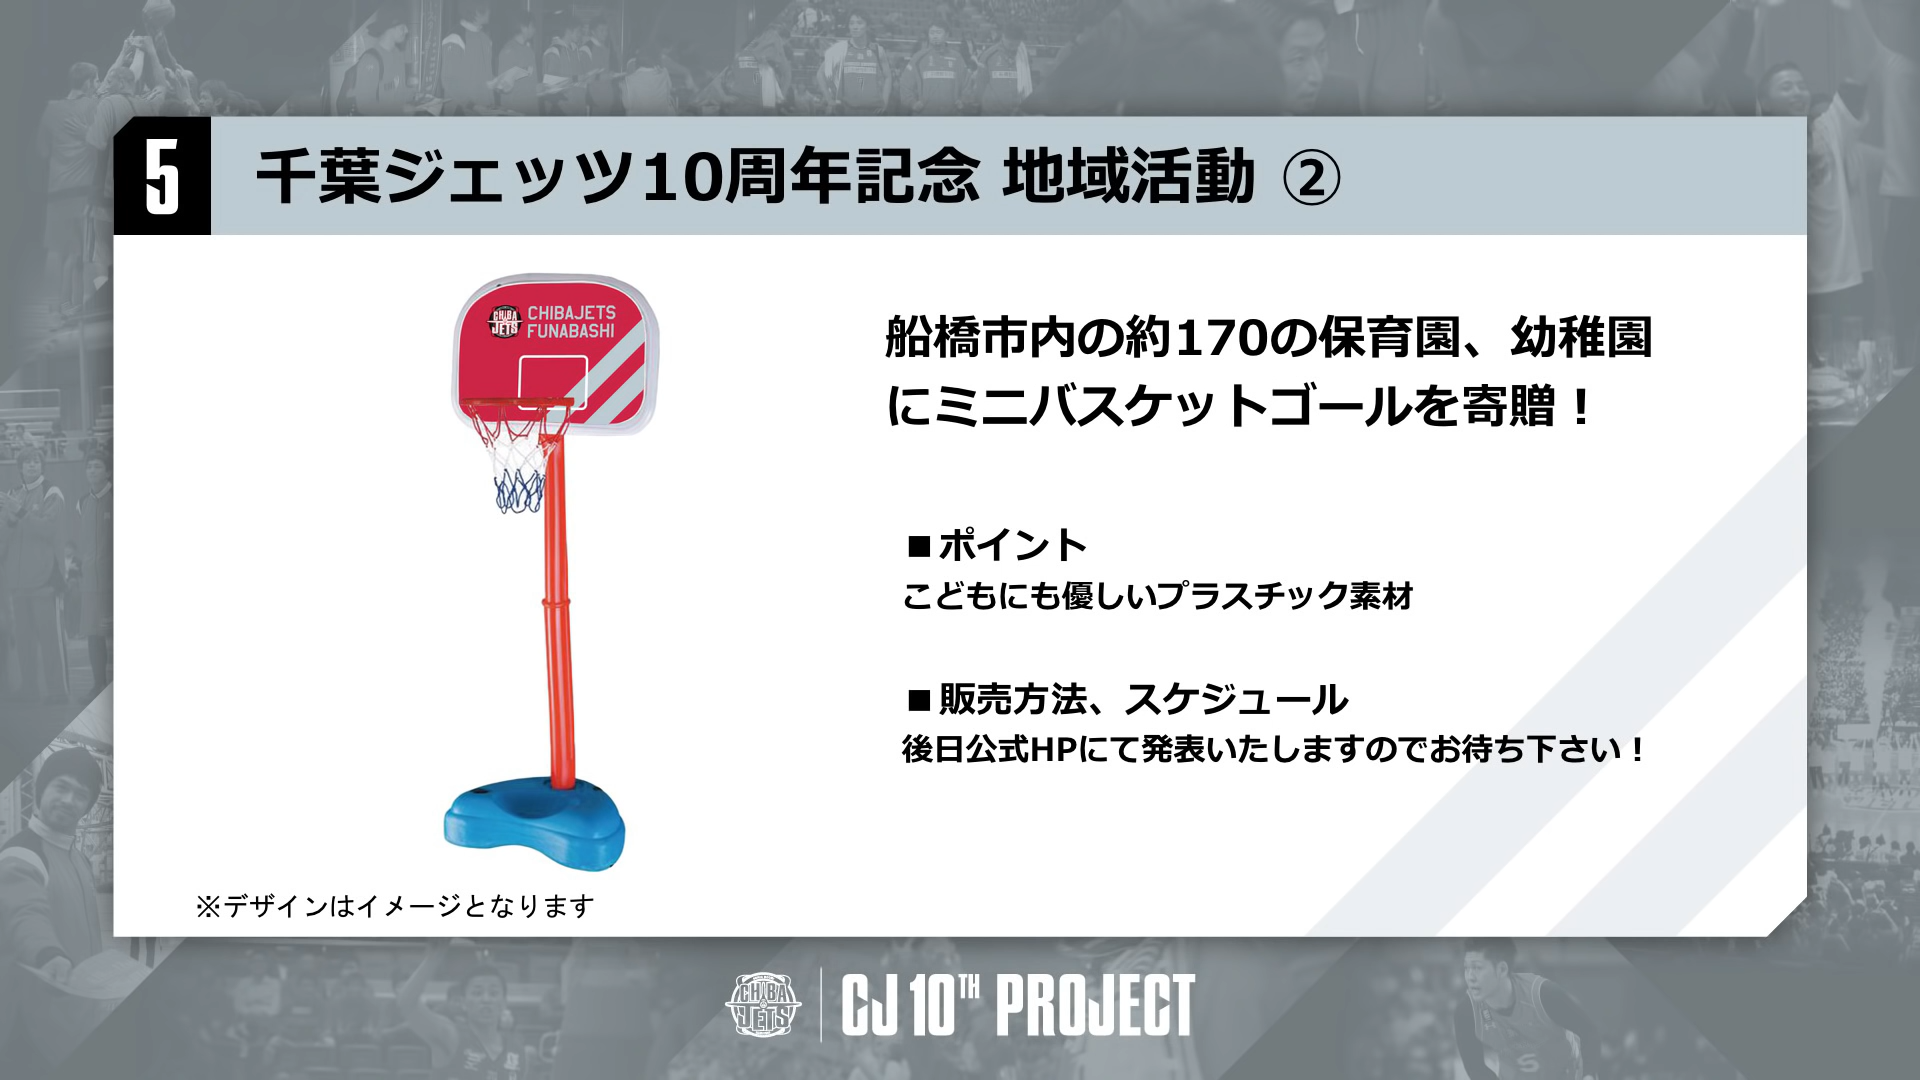 5
千葉ジェッツ10周年記念 地域活動 ②
CHIBA
JETS
CHIBAJETS
FUNABASHI
船橋市内の約170の保育園、幼稚園
にミニバスケットゴールを寄贈！
■ポイント
こどもにも優しいプラスチック素材
■販売方法、スケジュール
後日公式HPにて発表いたしますのでお待ち下さい！
※デザインはイメージとなります
CHIBA
JETS
CJ 10TH PROJECT